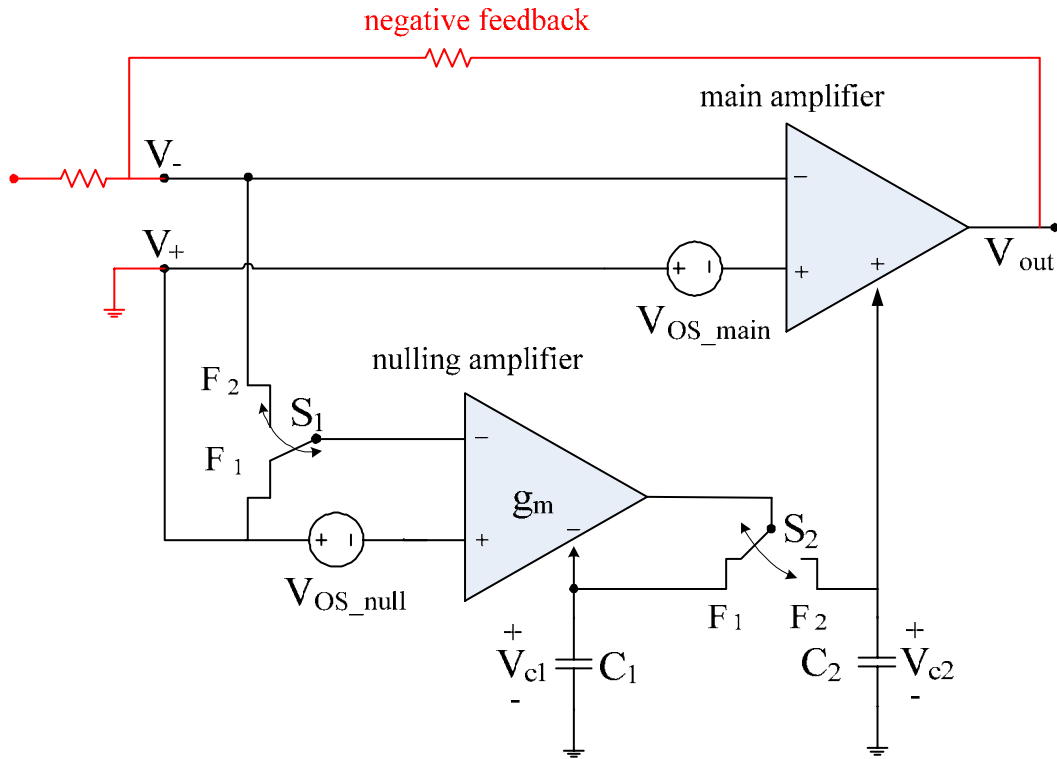 negative feedback
main amplifier
V-
−
V+
+
Vout
+ −
+
VOS_main
nulling amplifier
F2
S1
−
F1
gm
−
S2
+ −
+
VOS_null
F1
F2
+
Vc1
-
C1
C2
+
Vc2
-